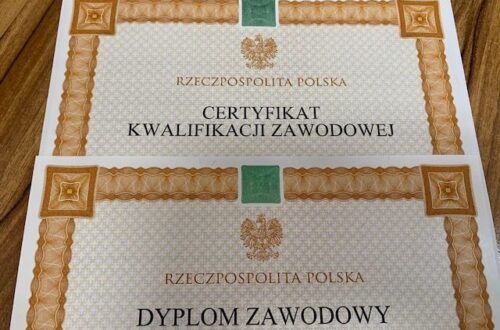 RZECZPOSPOLITA POLSKA
CERTYFIKAT
KWALIFIKACJI ZAWODOWEJ
RZECZPOSPOLITA POLSKA
DYPLOM ZAWODOWY